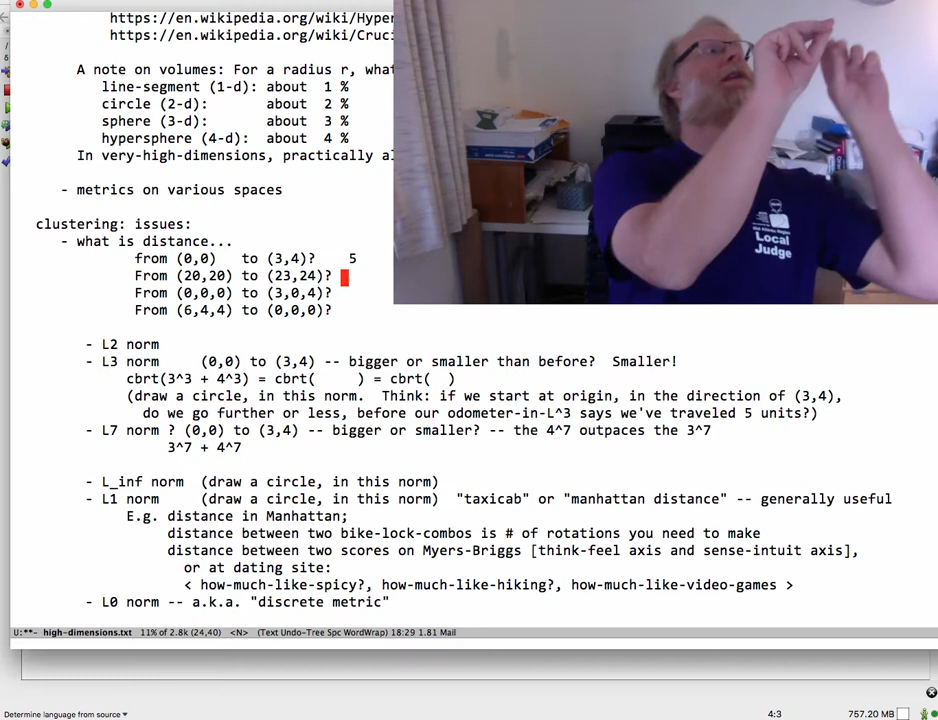 https://en.wikipedia.org/wiki/Hyper
https://en.wikipedia.org/wiki/Cruci
A note on volumes: For a radius r, what
line-segment (1-d): about 1 %
circle (2-d): about 2 %
sphere (3-d): about 3 %
hypersphere (4-d): about 4 %
In very-high-dimensions, practically al
- metrics on various spaces
clustering: issues:
- what is distance...
from (0,0) to (3,4)? 5
From (20,20) to (23,24)?
From (0,0,0) to (3,0,4)?
From (6,4,4) to (0,0,0)?
- L2 norm
- L3 norm (0,0) to (3,4) -- bigger or smaller than before? Smaller!
cbrt(3^3 + 4^3) = cbrt( ) = cbrt( )
(draw a circle, in this norm. Think: if we start at origin, in the direction of (3,4),
do we go further or less, before our odometer-in-L^3 says we've traveled 5 units?)
- L7 norm ? (0,0) to (3,4) -- bigger or smaller? -- the 4^7 outpaces the 3^7
3^7 + 4^7
- L_inf norm (draw a circle, in this norm)
- L1 norm (draw a circle, in this norm) "taxicab" or "manhattan distance" -- generally useful
E.g. distance in Manhattan;
distance between two bike-lock-combos is # of rotations you need to make
distance between two scores on Myers-Briggs [think-feel axis and sense-intuit axis],
or at dating site:
< how-much-like-spicy?, how-much-like-hiking?, how-much-like-video-games >
- L0 norm -- a.k.a. "discrete metric"
U:**- high-dimensions.txt 11% of 2.8k (24,40) <N> (Text Undo-Tree Spc WordWrap) 18:29 1.81 Mail
Determine language from source
4:3
757.20 MB
Local
Judge